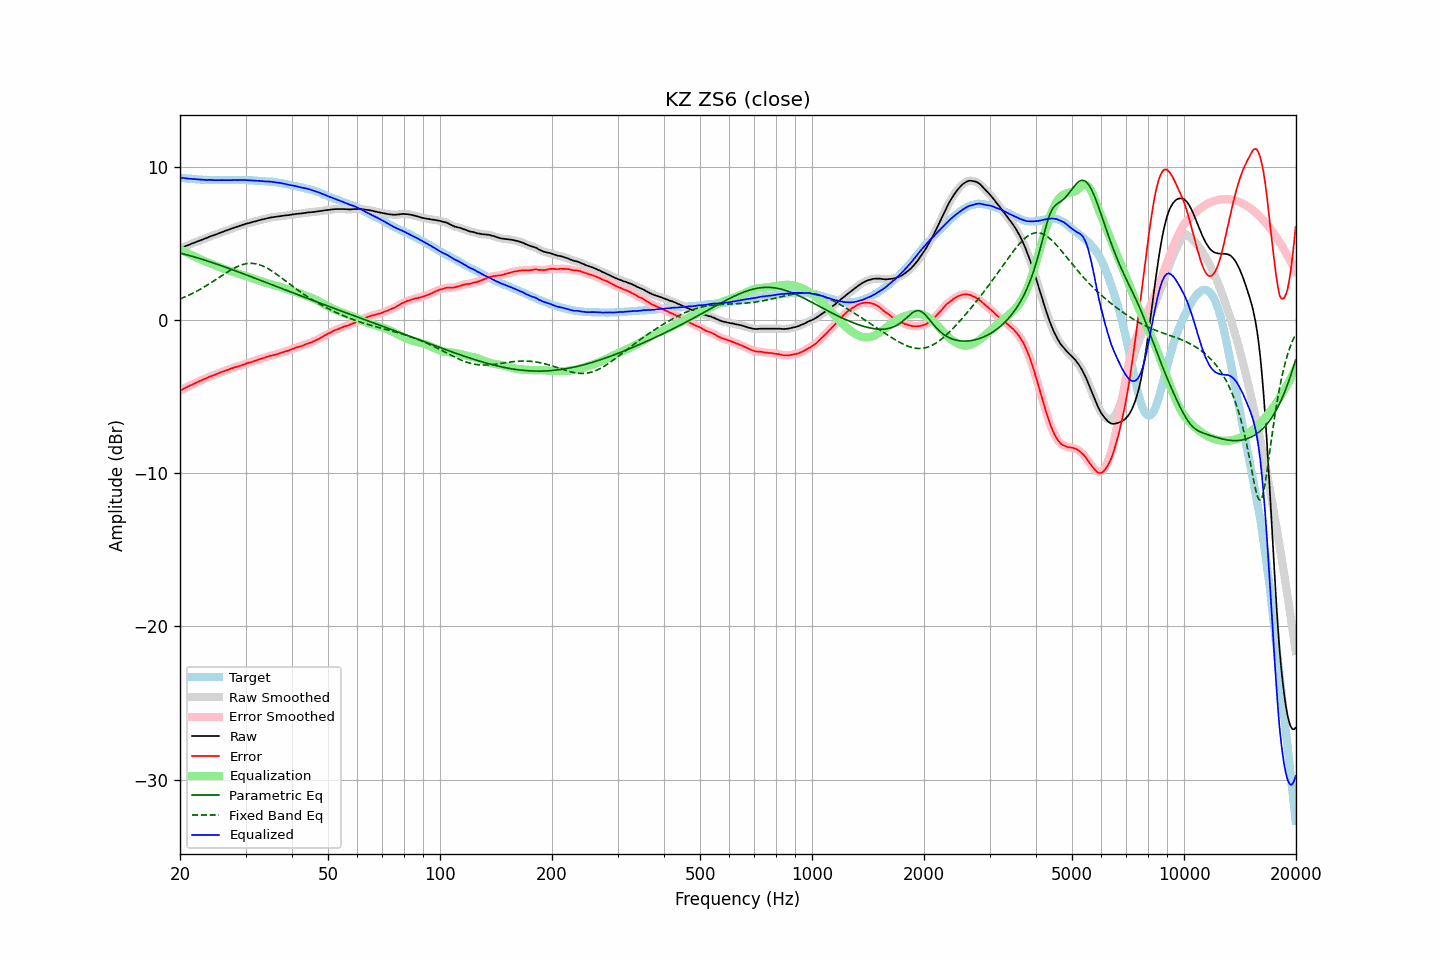 KZ ZS6 (close)
Amplitude (dBr)
10
0
−10
−20
−30
Target
Raw Smoothed
Error Smoothed
Raw
Error
Equalization
Parametric Eq
Fixed Band Eq
Equalized
20 50 100 200 500 1000 2000 5000 10000 20000
Frequency (Hz)